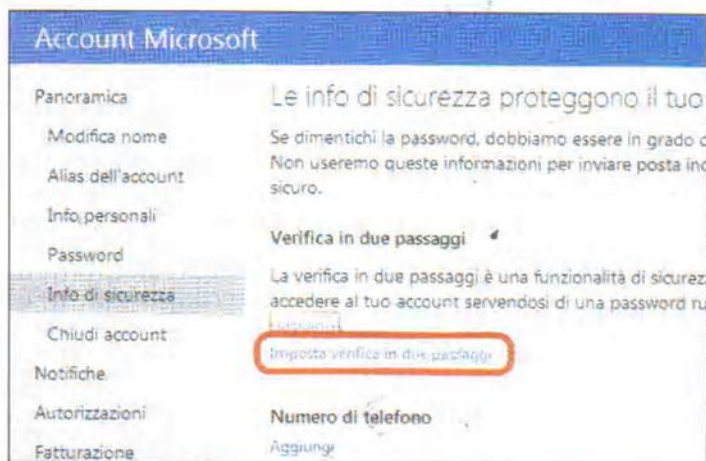 Account Microsoft
Panoramica
Modifica nome
Alias dell'account
Info personali
Password
Info di sicurezza
Chiudi account
Notifiche
Autorizzazioni
Fatturazione
Le info di sicurezza proteggono il tuo
Se dimentichi la password, dobbiamo essere in grado
Non useremo queste informazioni per inviare posta
sicuro.
Verifica in due passaggi
La verifica in due passaggi è una funzionalità di
accedere al tuo account servendosi di una password
Imposta verifica in due passaggi
Numero di telefono
Aggiungi